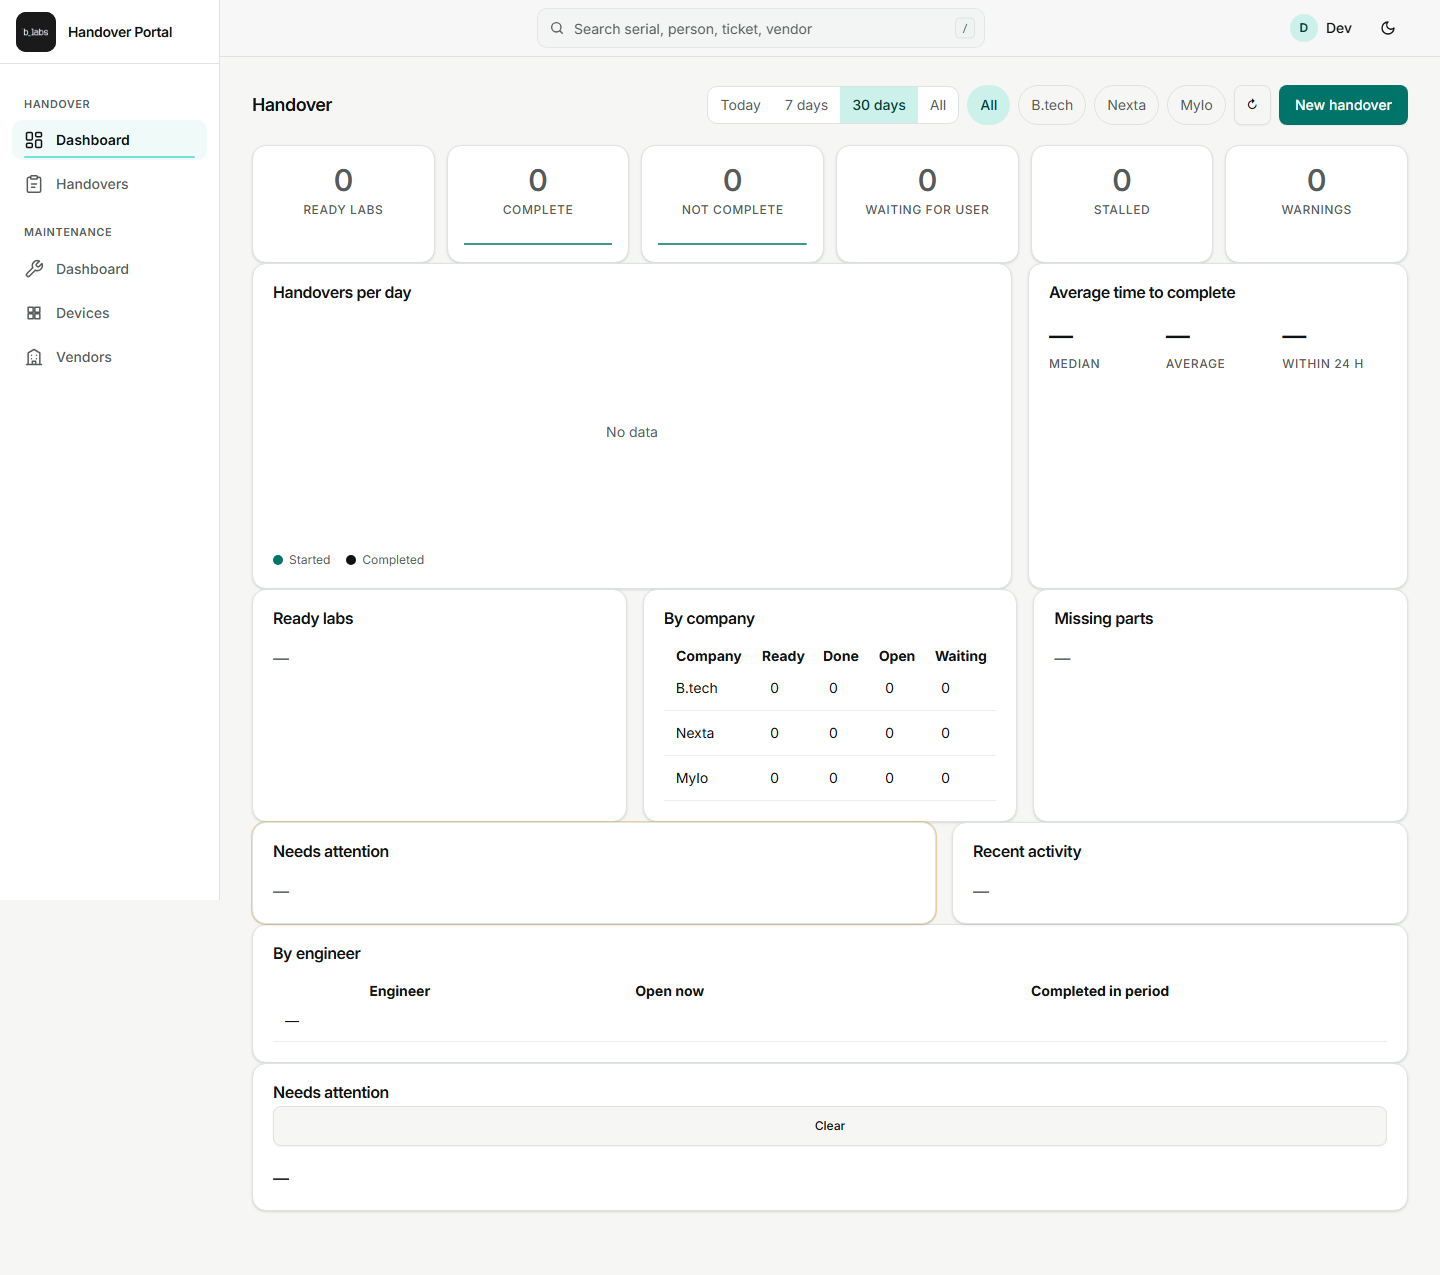 b_labs
Handover Portal
Search serial, person, ticket, vendor
/
D
Dev
HANDOVER
Dashboard
Handovers
MAINTENANCE
Dashboard
Devices
Vendors
Handover
Today 7 days 30 days All
All B.tech Nexta Mylo
New handover
0
READY LABS
0
COMPLETE
0
NOT COMPLETE
0
WAITING FOR USER
0
STALLED
0
WARNINGS
Handovers per day
No data
Started Completed
Average time to complete
— — —
MEDIAN AVERAGE WITHIN 24 H
Ready labs
—
By company
Company Ready Done Open Waiting
B.tech 0 0 0 0
Nexta 0 0 0 0
Mylo 0 0 0 0
Missing parts
—
Needs attention
—
Recent activity
—
By engineer
Engineer Open now Completed in period
—
Needs attention
Clear
—